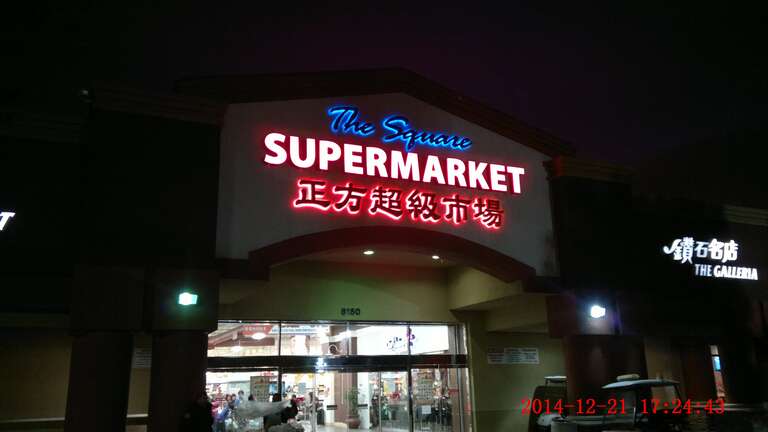 The Square
SUPERMARKET
正方超級市場
鑽石名店
THE GALLERIA
8150
2014-12-21 17:24:43